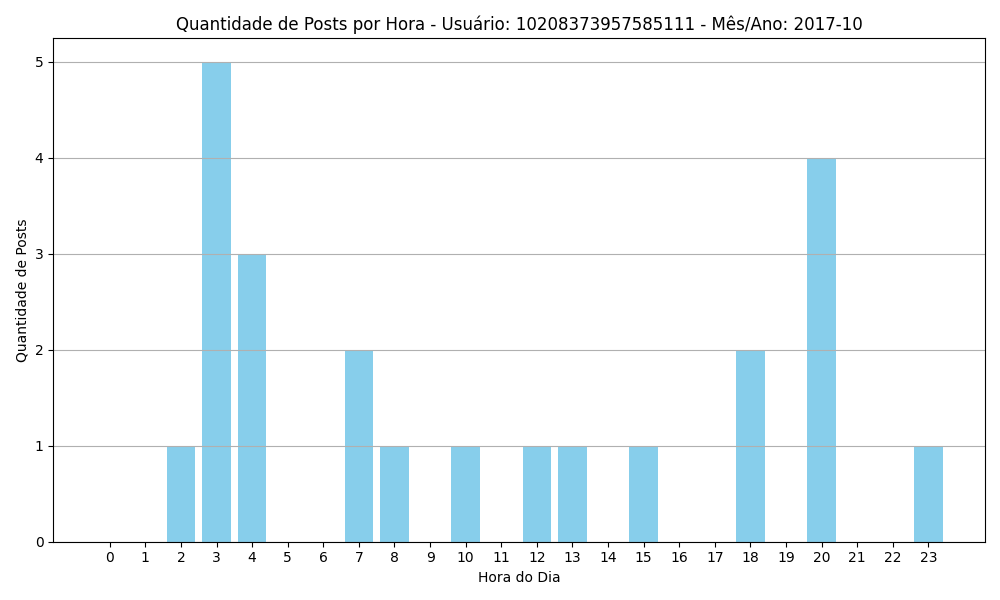 Quantidade de Posts por Hora - Usuário: 10208373957585111 - Mês/Ano: 2017-10
Quantidade de Posts
5
4
3
2
1
0
0 1 2 3 4 5 6 7 8 9 10 11 12 13 14 15 16 17 18 19 20 21 22 23
Hora do Dia